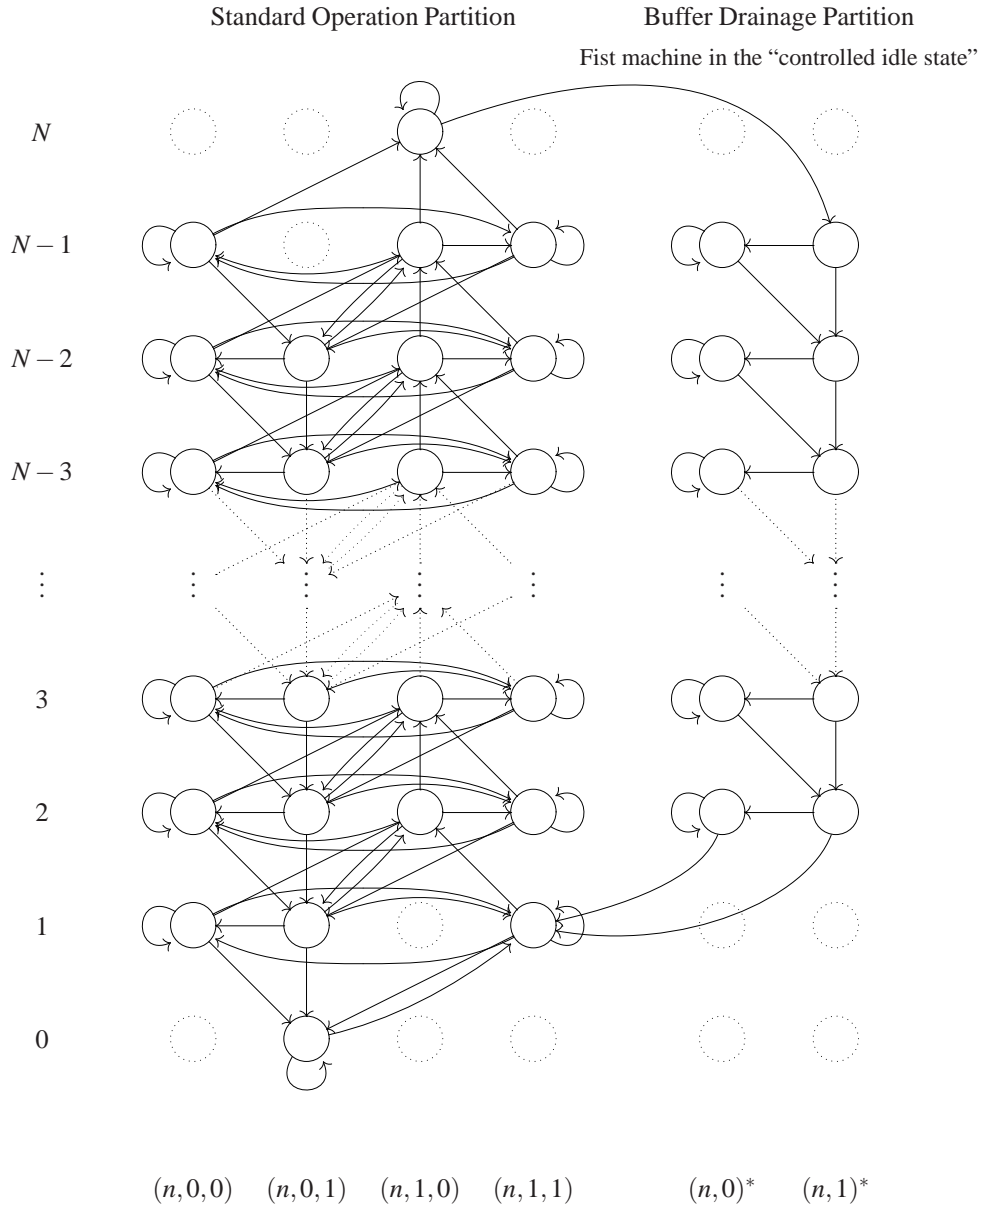 Standard Operation Partition Buffer Drainage Partition
Fist machine in the “controlled idle state”
N
N − 1
N − 2
N − 3
⋮ ⋮ ⋮ ⋮ ⋮ ⋮ ⋮
3
2
1
0
(n,0,0) (n,0,1) (n,1,0) (n,1,1) (n,0)* (n,1)*